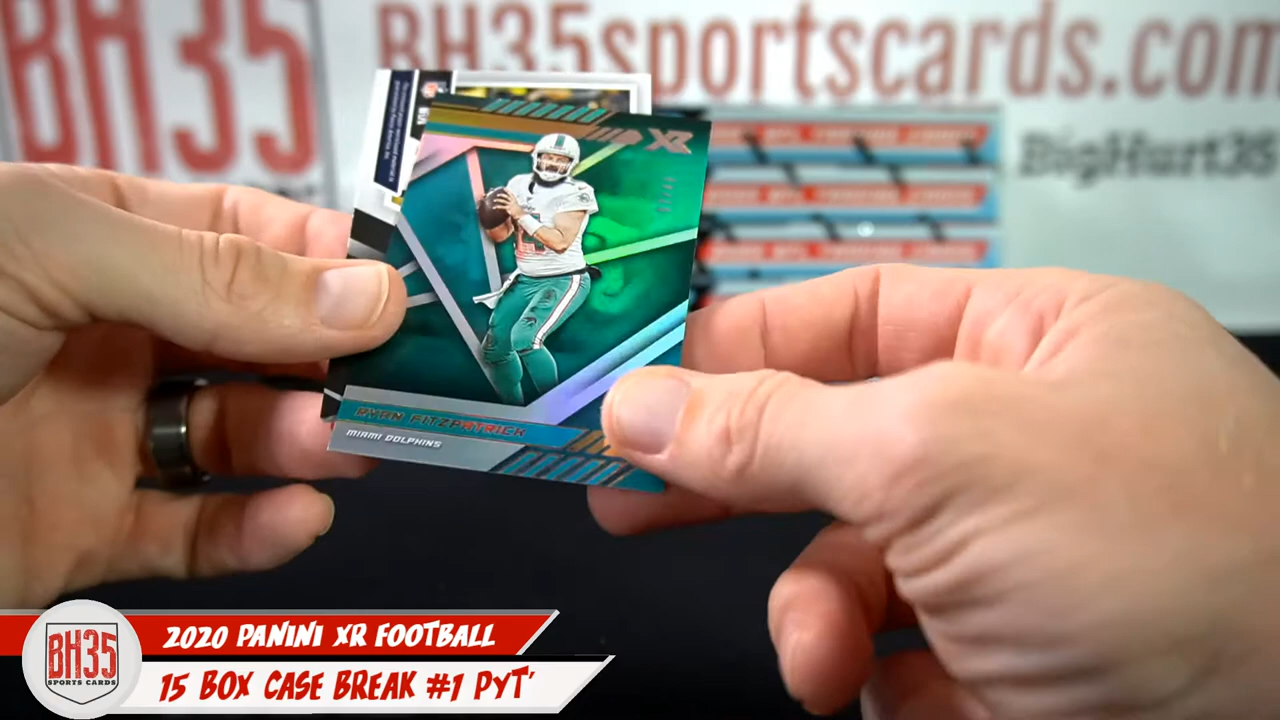 BH35
BH35sportscards.com
BigHurt35
XR
RYAN FITZPATRICK
MIAMI DOLPHINS
BH35
SPORTS CARDS
2020 PANINI XR FOOTBALL
15 BOX CASE BREAK #1 PYT'